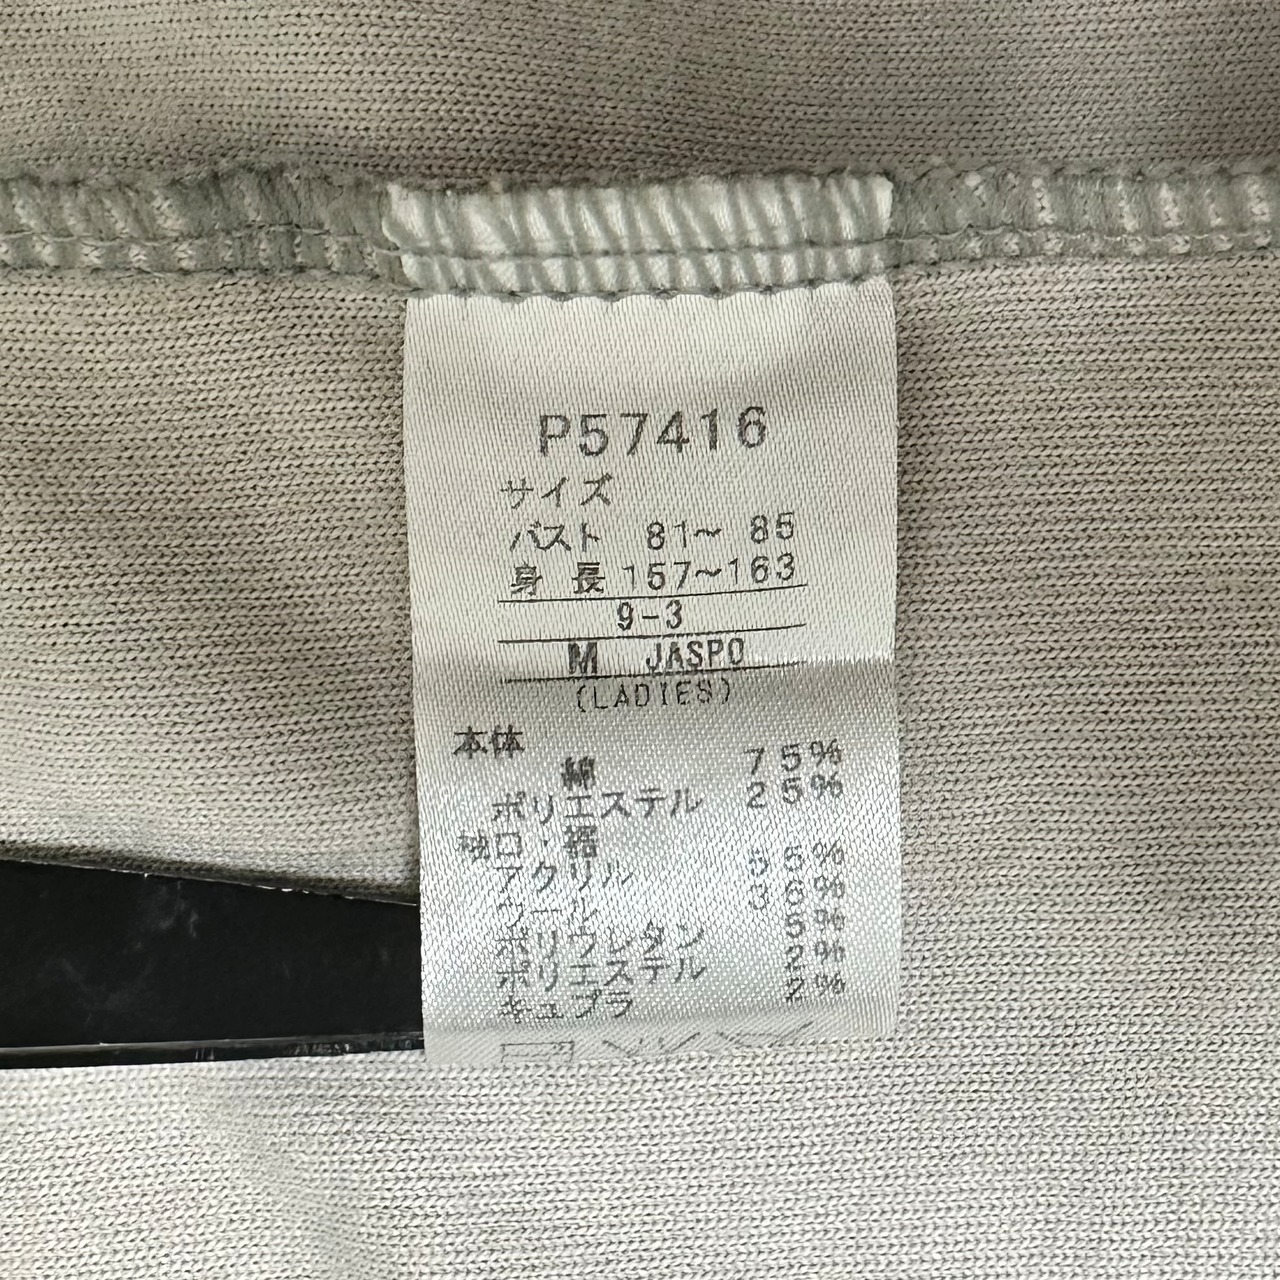 P57416
サイズ
バスト 81～ 85
身 長 157～163
9-3
M JASPO
(LADIES)
本体
綿 75%
ポリエステル 25%
袖口・裾
アクリル 55%
ウール 36%
ポリウレタン 5%
ポリエステル 2%
キュプラ 2%